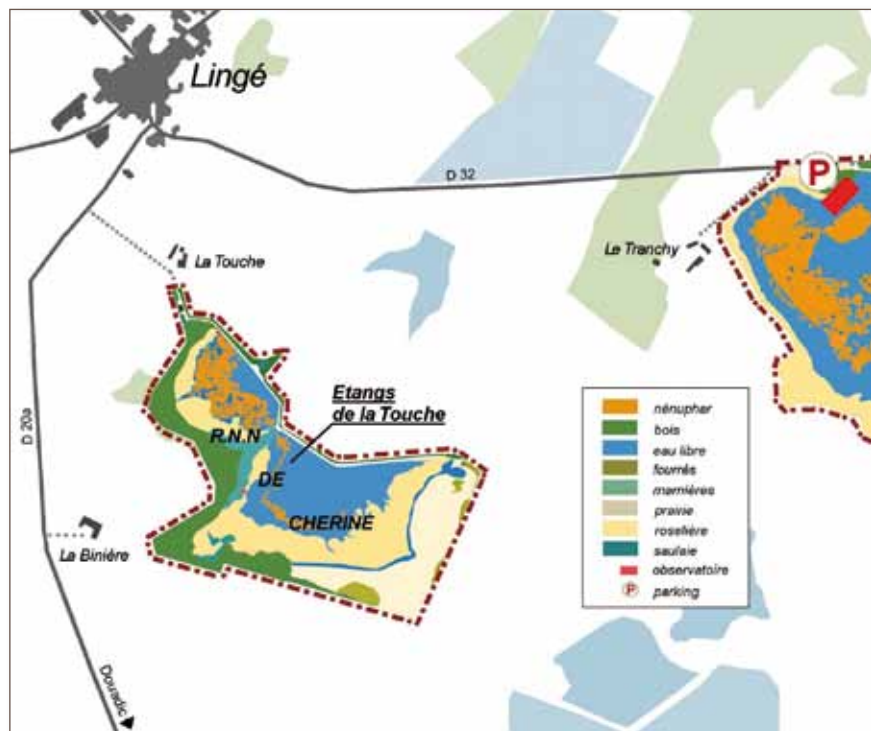 Lingé
D 32
P
La Touche
Le Tranchy
Etangs
de la Touche
D 20a
R.N.N
DE
CHERINE
La Binière
Douadic
nénuphar
bois
eau libre
fourrés
marnières
prairie
roselière
saulaie
observatoire
P parking